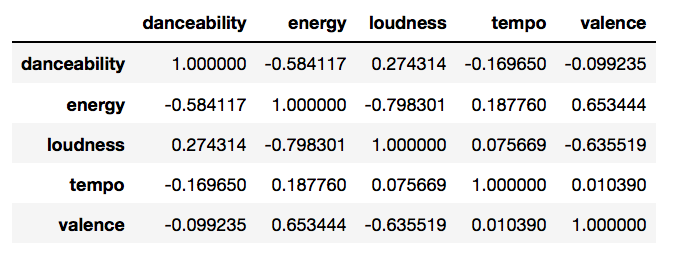 danceability energy loudness tempo valence
danceability 1.000000 -0.584117 0.274314 -0.169650 -0.099235
energy -0.584117 1.000000 -0.798301 0.187760 0.653444
loudness 0.274314 -0.798301 1.000000 0.075669 -0.635519
tempo -0.169650 0.187760 0.075669 1.000000 0.010390
valence -0.099235 0.653444 -0.635519 0.010390 1.000000